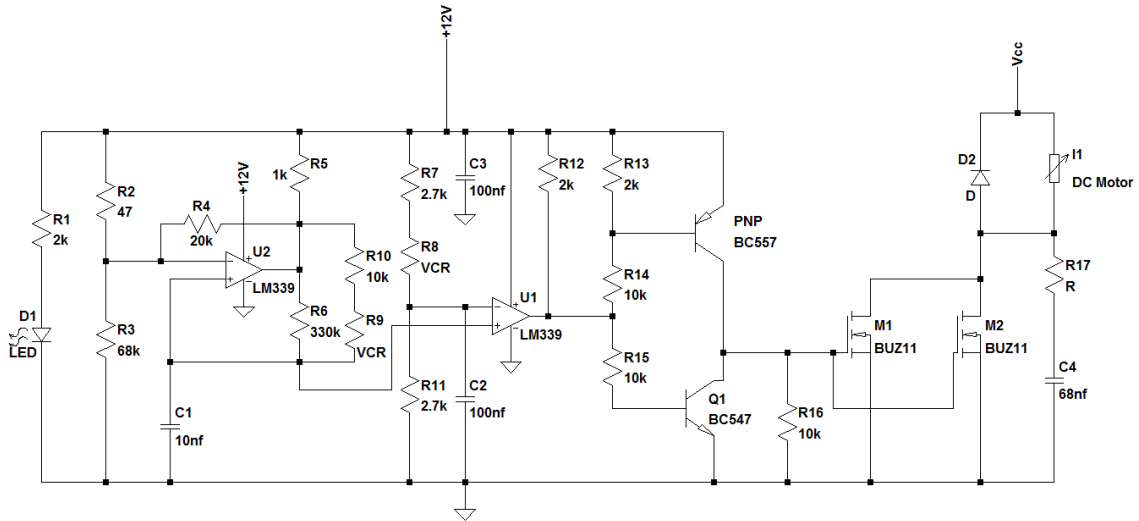 +12V
Vcc
R1
2k
D1
LED
R2
47
R3
68k
R4
20k
C1
10nf
+12V
U2
LM339
R5
1k
R6
330k
R10
10k
R9
VCR
R7
2.7k
R8
VCR
R11
2.7k
C3
100nf
C2
100nf
U1
LM339
R12
2k
R13
2k
R14
10k
R15
10k
PNP
BC557
Q1
BC547
R16
10k
M1
BUZ11
M2
BUZ11
D2
D
I1
DC Motor
R17
R
C4
68nf